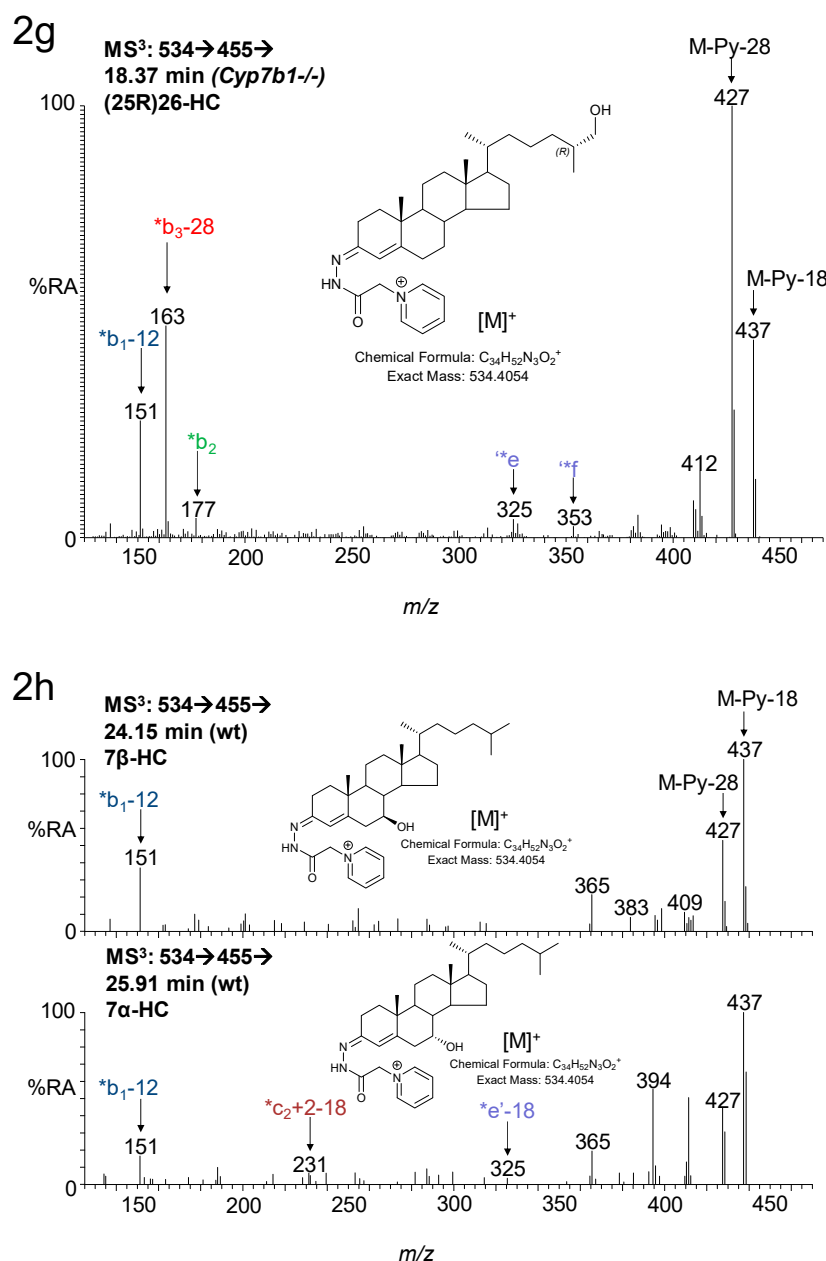 2g
MS³: 534→455→
18.37 min (Cyp7b1-/-)
(25R)26-HC
M-Py-28
100
427
OH
(R)
*b₃-28
%RA
N
HN
N
+
O
[M]⁺
Chemical Formula: C₃₄H₅₂N₃O₂⁺
Exact Mass: 534.4054
M-Py-18
163
437
*b₁-12
151
*b₂
177
‘*e
325
‘*f
353
412
0
150 200 250 300 350 400 450
m/z
2h
MS³: 534→455→
24.15 min (wt)
7β-HC
M-Py-18
100
437
*b₁-12
M-Py-28
%RA
427
151
OH
N
HN
N
+
O
[M]⁺
Chemical Formula: C₃₄H₅₂N₃O₂⁺
Exact Mass: 534.4054
365
383
409
0
MS³: 534→455→
25.91 min (wt)
7α-HC
100
437
OH
N
HN
N
+
O
[M]⁺
Chemical Formula: C₃₄H₅₂N₃O₂⁺
Exact Mass: 534.4054
%RA
*b₁-12
151
*c₂+2-18
231
*e’-18
325
365
394
427
0
150 200 250 300 350 400 450
m/z